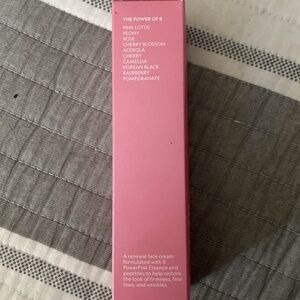 THE POWER OF 8
PINK LOTUS
PEONY
ROSE
CHERRY BLOSSOM
ACEROLA
CHERRY
CAMELLIA
KOREAN BLACK
RASPBERRY
POMEGRANATE
A renewal face cream
formulated with 8
PowerPink Essence and
peptides to help restore
the look of firmness, fine
lines, and wrinkles.